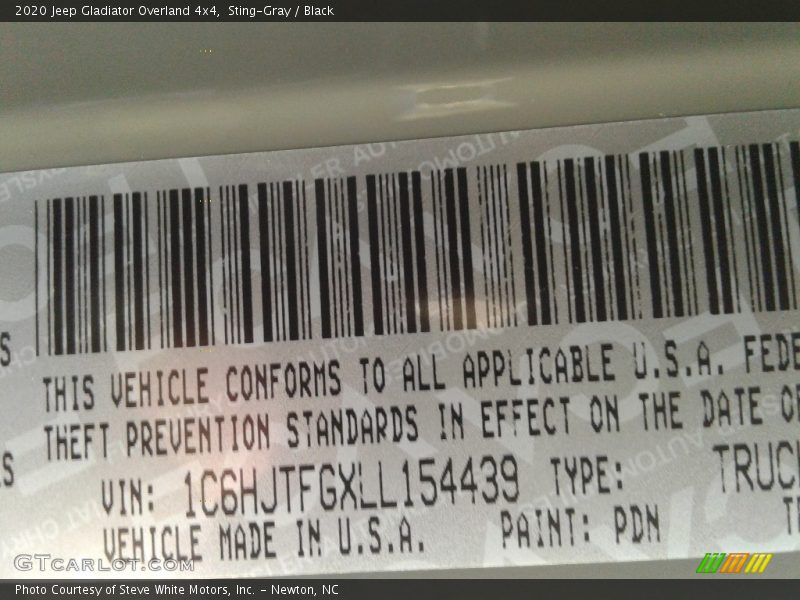 2020 Jeep Gladiator Overland 4x4,  Sting-Gray / Black
THIS VEHICLE CONFORMS TO ALL APPLICABLE U.S.A. FEDE
THEFT PREVENTION STANDARDS IN EFFECT ON THE DATE OF
VIN: 1C6HJTFGXLL154439 TYPE: TRUCK
VEHICLE MADE IN U.S.A. PAINT: PDN
GTCARLOT.COM
Photo Courtesy of Steve White Motors, Inc. - Newton, NC